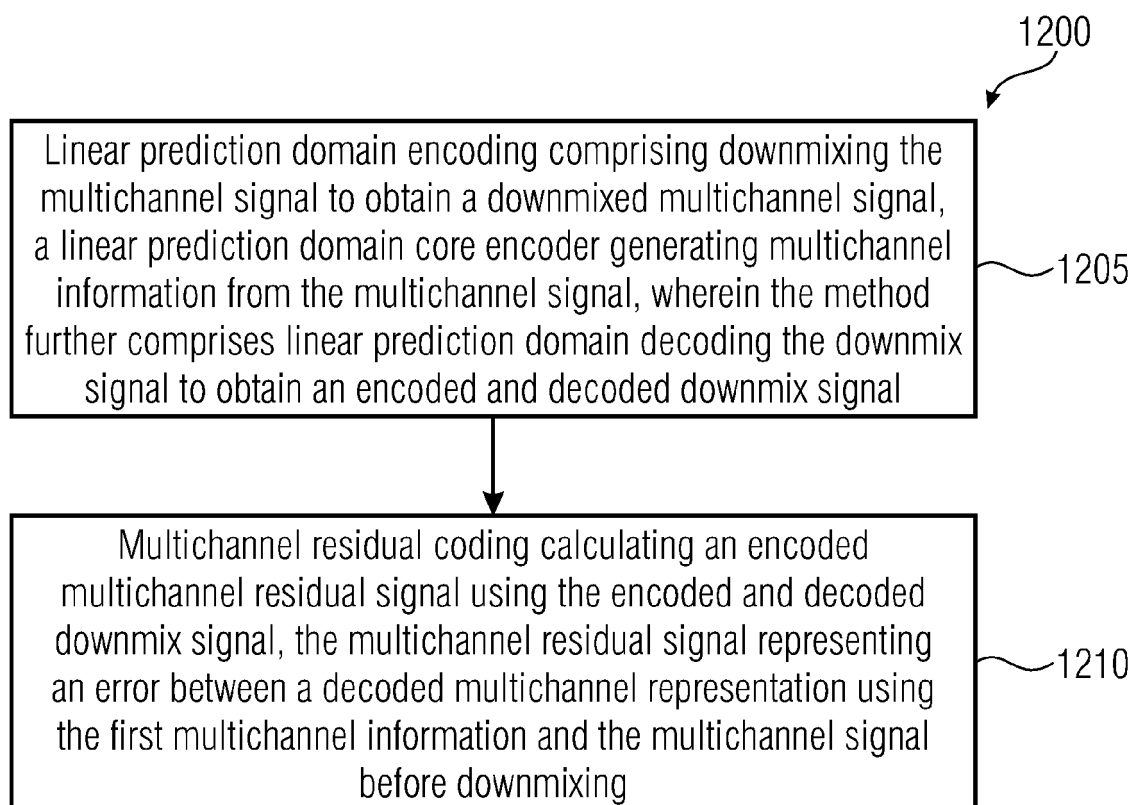 1200
Linear prediction domain encoding comprising downmixing the
multichannel signal to obtain a downmixed multichannel signal,
a linear prediction domain core encoder generating multichannel
information from the multichannel signal, wherein the method
further comprises linear prediction domain decoding the downmix
signal to obtain an encoded and decoded downmix signal
1205
Multichannel residual coding calculating an encoded
multichannel residual signal using the encoded and decoded
downmix signal, the multichannel residual signal representing
an error between a decoded multichannel representation using
the first multichannel information and the multichannel signal
before downmixing
1210